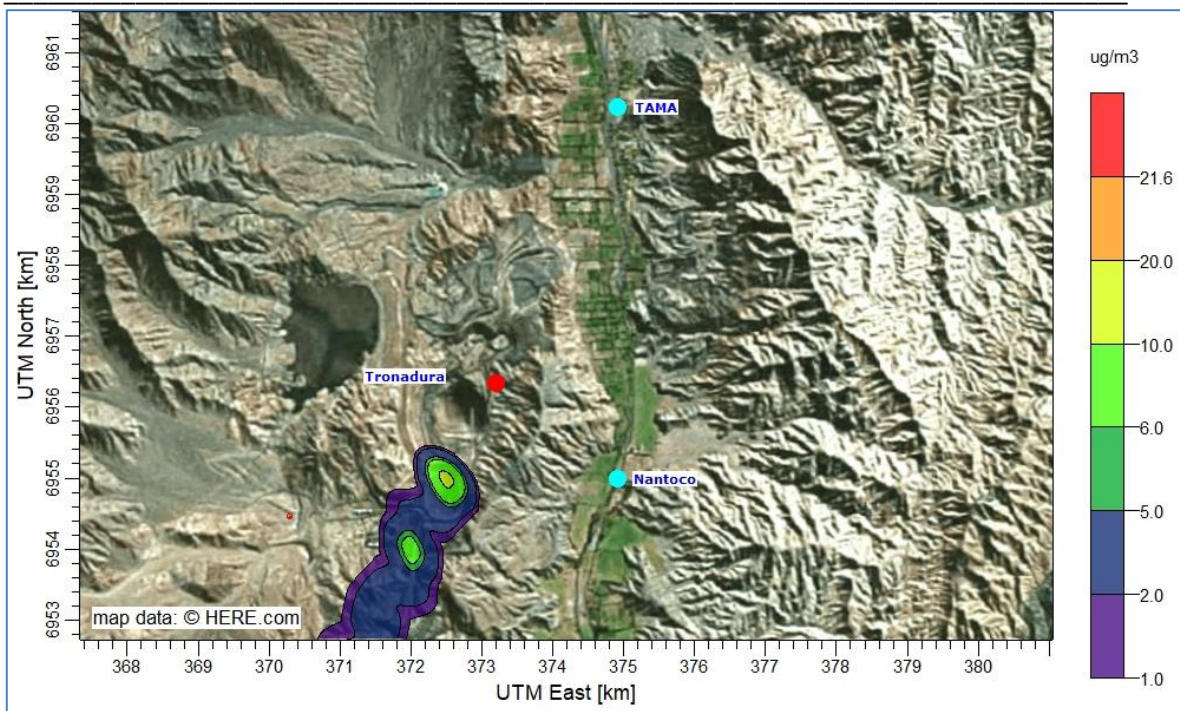 ug/m3
21.6
20.0
10.0
6.0
5.0
2.0
1.0
UTM North [km]
6961
6960
6959
6958
6957
6956
6955
6954
6953
TAMA
Tronadura
Nantoco
map data: © HERE.com
368 369 370 371 372 373 374 375 376 377 378 379 380
UTM East [km]